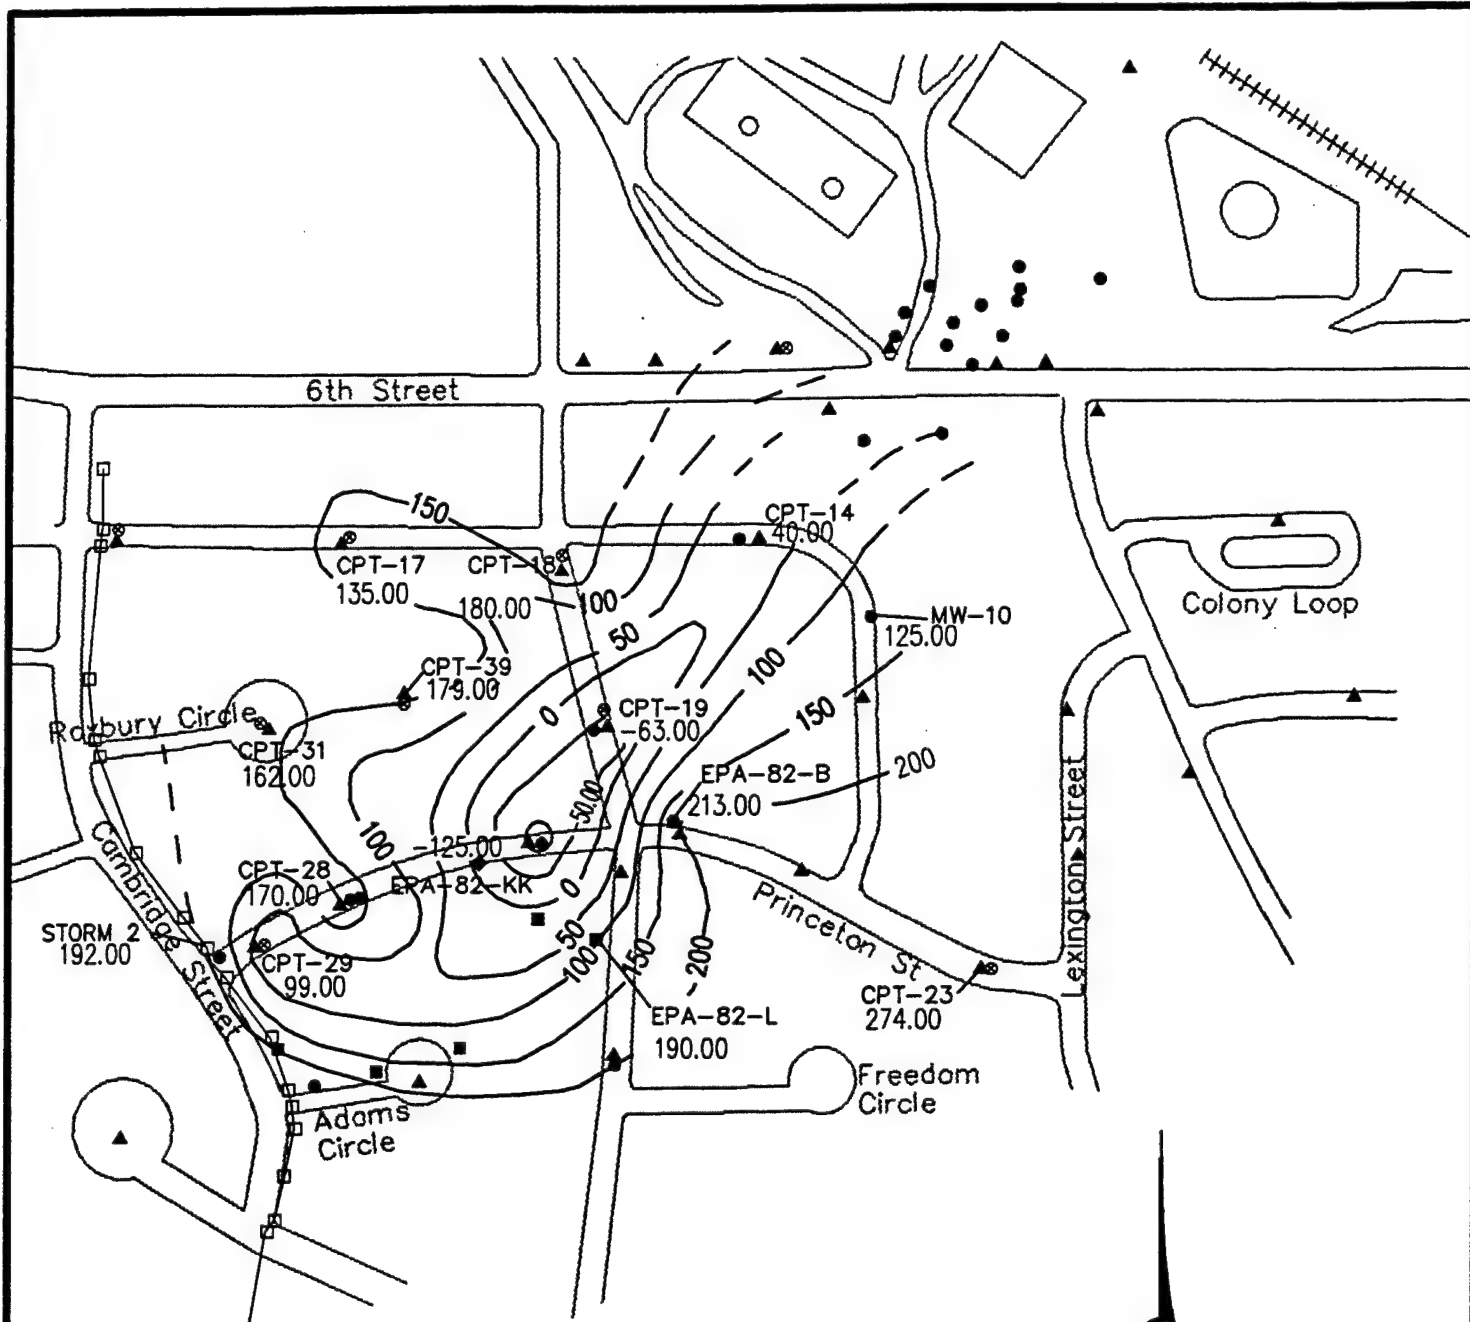 6th Street
150
CPT-14
40.00
CPT-17
135.00
CPT-18
180.00
100
50
MW-10
125.00
Colony Loop
CPT-39
179.00
100
0
CPT-19
-63.00
150
Roxbury Circle
CPT-31
162.00
EPA-82-B
213.00
200
50.00
100
-125.00
Lexington Street
Cambridge Street
CPT-28
170.00
EPA-82-KK
0
Princeton St
STORM 2
192.00
50
CPT-29
99.00
100
150
200
CPT-23
274.00
EPA-82-L
190.00
Freedom
Circle
Adams
Circle